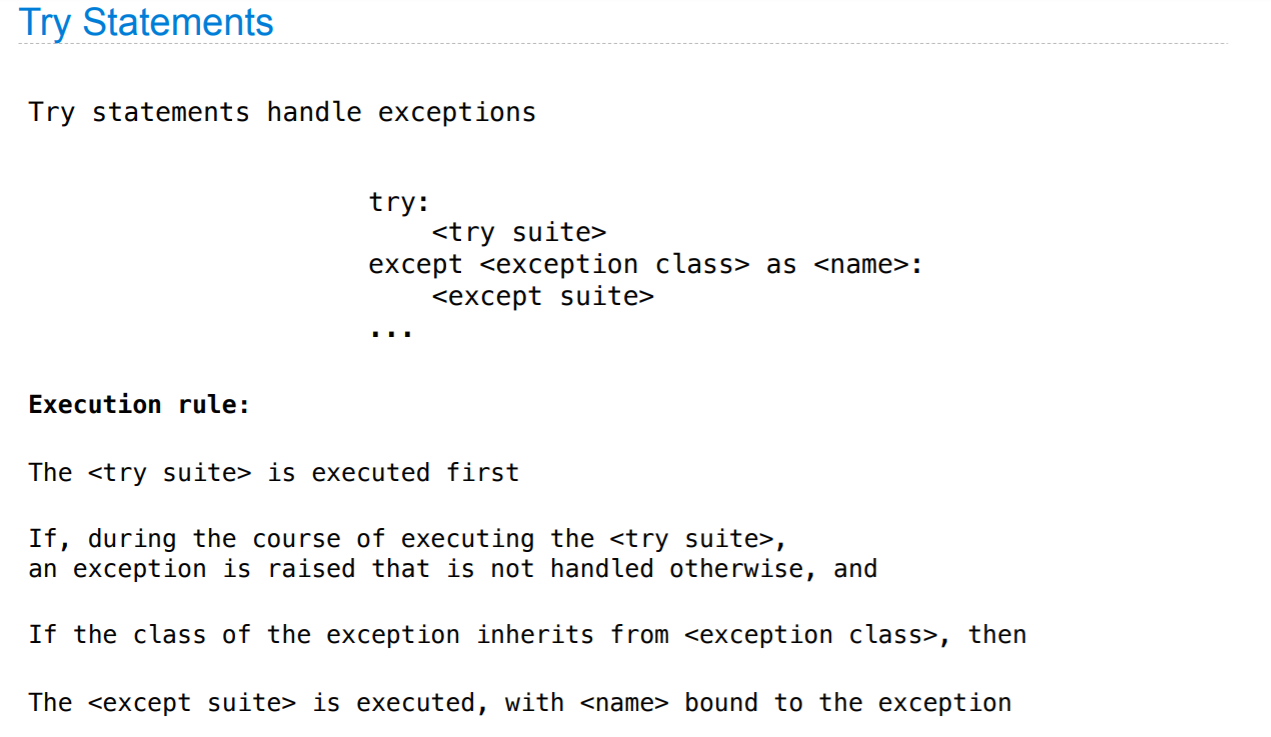 Try Statements
Try statements handle exceptions
try:
    <try suite>
except <exception class> as <name>:
    <except suite>
...
Execution rule:
The <try suite> is executed first
If, during the course of executing the <try suite>,
an exception is raised that is not handled otherwise, and
If the class of the exception inherits from <exception class>, then
The <except suite> is executed, with <name> bound to the exception